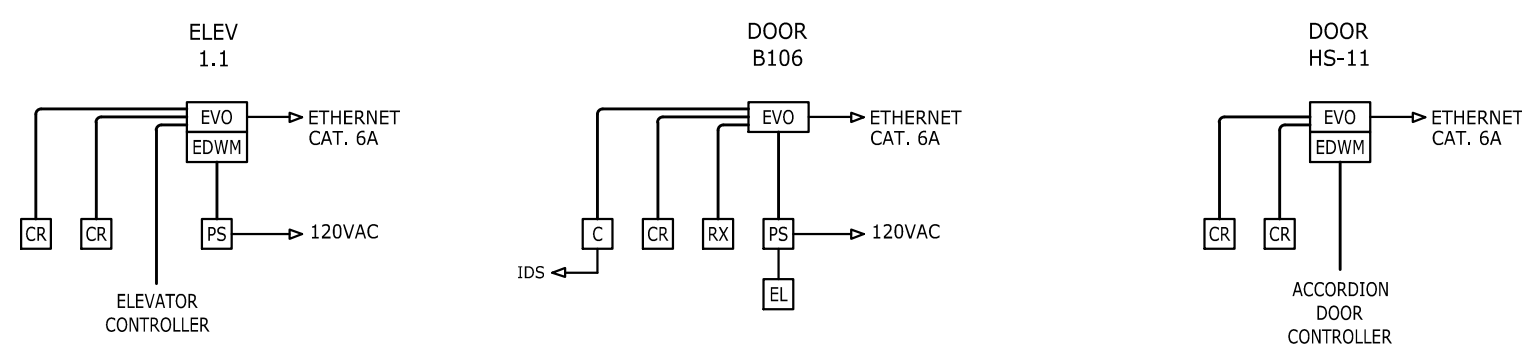 ELEV
1.1
EVO
EDWM
ETHERNET
CAT. 6A
CR
CR
PS
120VAC
ELEVATOR
CONTROLLER
DOOR
B106
EVO
ETHERNET
CAT. 6A
C
CR
RX
PS
120VAC
IDS
EL
DOOR
HS-11
EVO
EDWM
ETHERNET
CAT. 6A
CR
CR
ACCORDION
DOOR
CONTROLLER